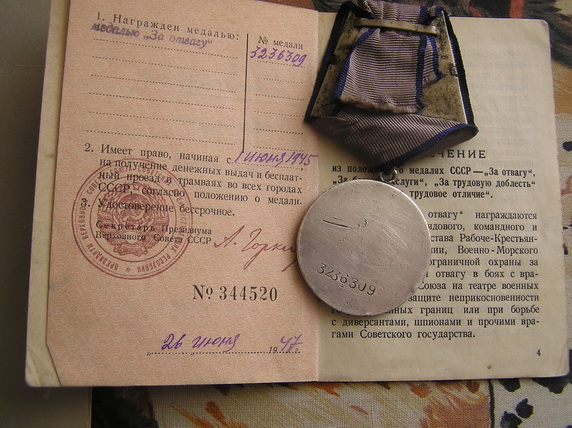 1. Награжден медалью:
медалью „За отвагу"
№ медали
3236309
2. Имеет право, начиная с 1 июня 1945
на получение денежных выдач и бесплат-
ный проезд в трамваях во всех городах
СССР согласно положению о медали.
3. Удостоверение бессрочное.
Секретарь Президиума
Верховного Совета СССР
А. Горкин
№ 344520
26 июня 1947 г.
3236309
из медалях СССР—„За отвагу",
„За трудовую доблесть"
трудовое отличие".
отвагу" награждаются
командного и
става Рабоче-Крестьян-
Военно-Морского
охраны за
отвагу в боях с вра-
Союза на театре военных
защите неприкосновенности
границ или при борьбе
с диверсантами, шпионами и прочими вра-
гами Советского государства.
4